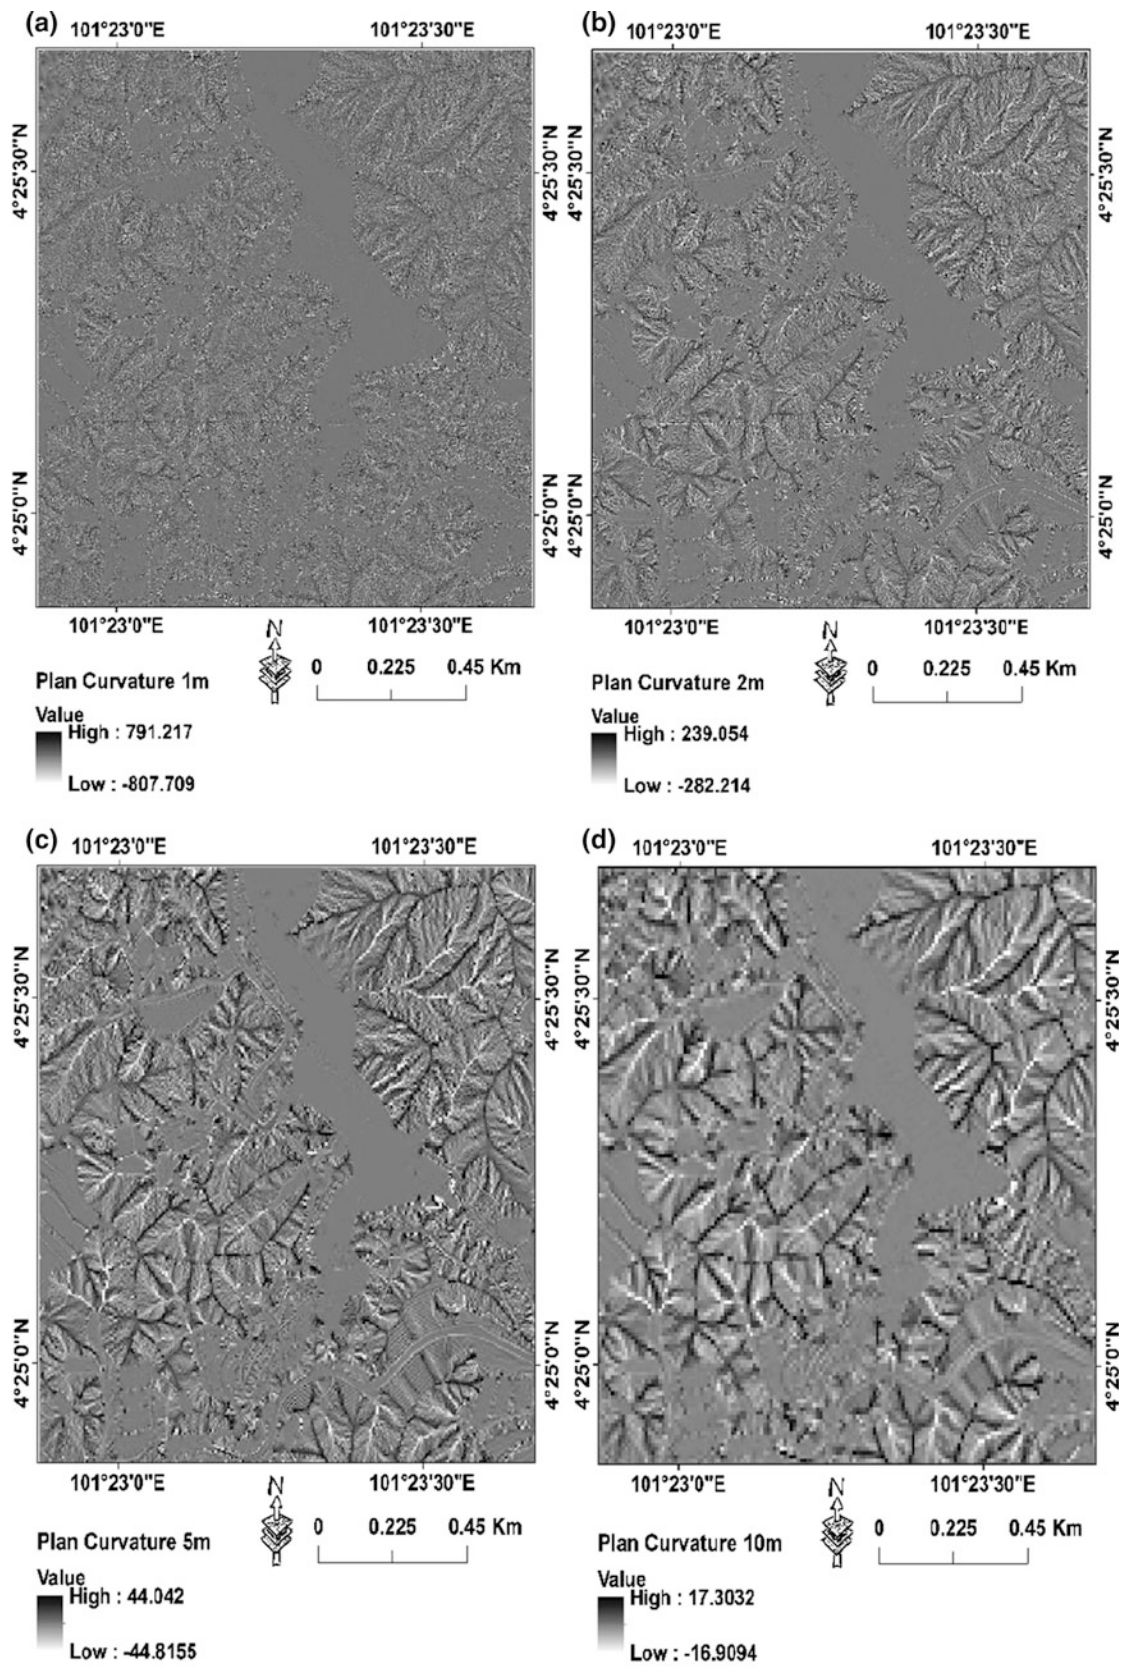 (a) 101°23'0"E 101°23'30"E
4°25'30"N
4°25'0"N
4°25'30"N
4°25'0"N
101°23'0"E 101°23'30"E
N
0 0.225 0.45 Km
Plan Curvature 1m
Value
High : 791.217
Low : -807.709
(b) 101°23'0"E 101°23'30"E
4°25'30"N
4°25'0"N
4°25'30"N
4°25'0"N
101°23'0"E 101°23'30"E
N
0 0.225 0.45 Km
Plan Curvature 2m
Value
High : 239.054
Low : -282.214
(c) 101°23'0"E 101°23'30"E
4°25'30"N
4°25'0"N
4°25'30"N
4°25'0"N
101°23'0"E 101°23'30"E
N
0 0.225 0.45 Km
Plan Curvature 5m
Value
High : 44.042
Low : -44.8155
(d) 101°23'0"E 101°23'30"E
4°25'30"N
4°25'0"N
4°25'30"N
4°25'0"N
101°23'0"E 101°23'30"E
N
0 0.225 0.45 Km
Plan Curvature 10m
Value
High : 17.3032
Low : -16.9094